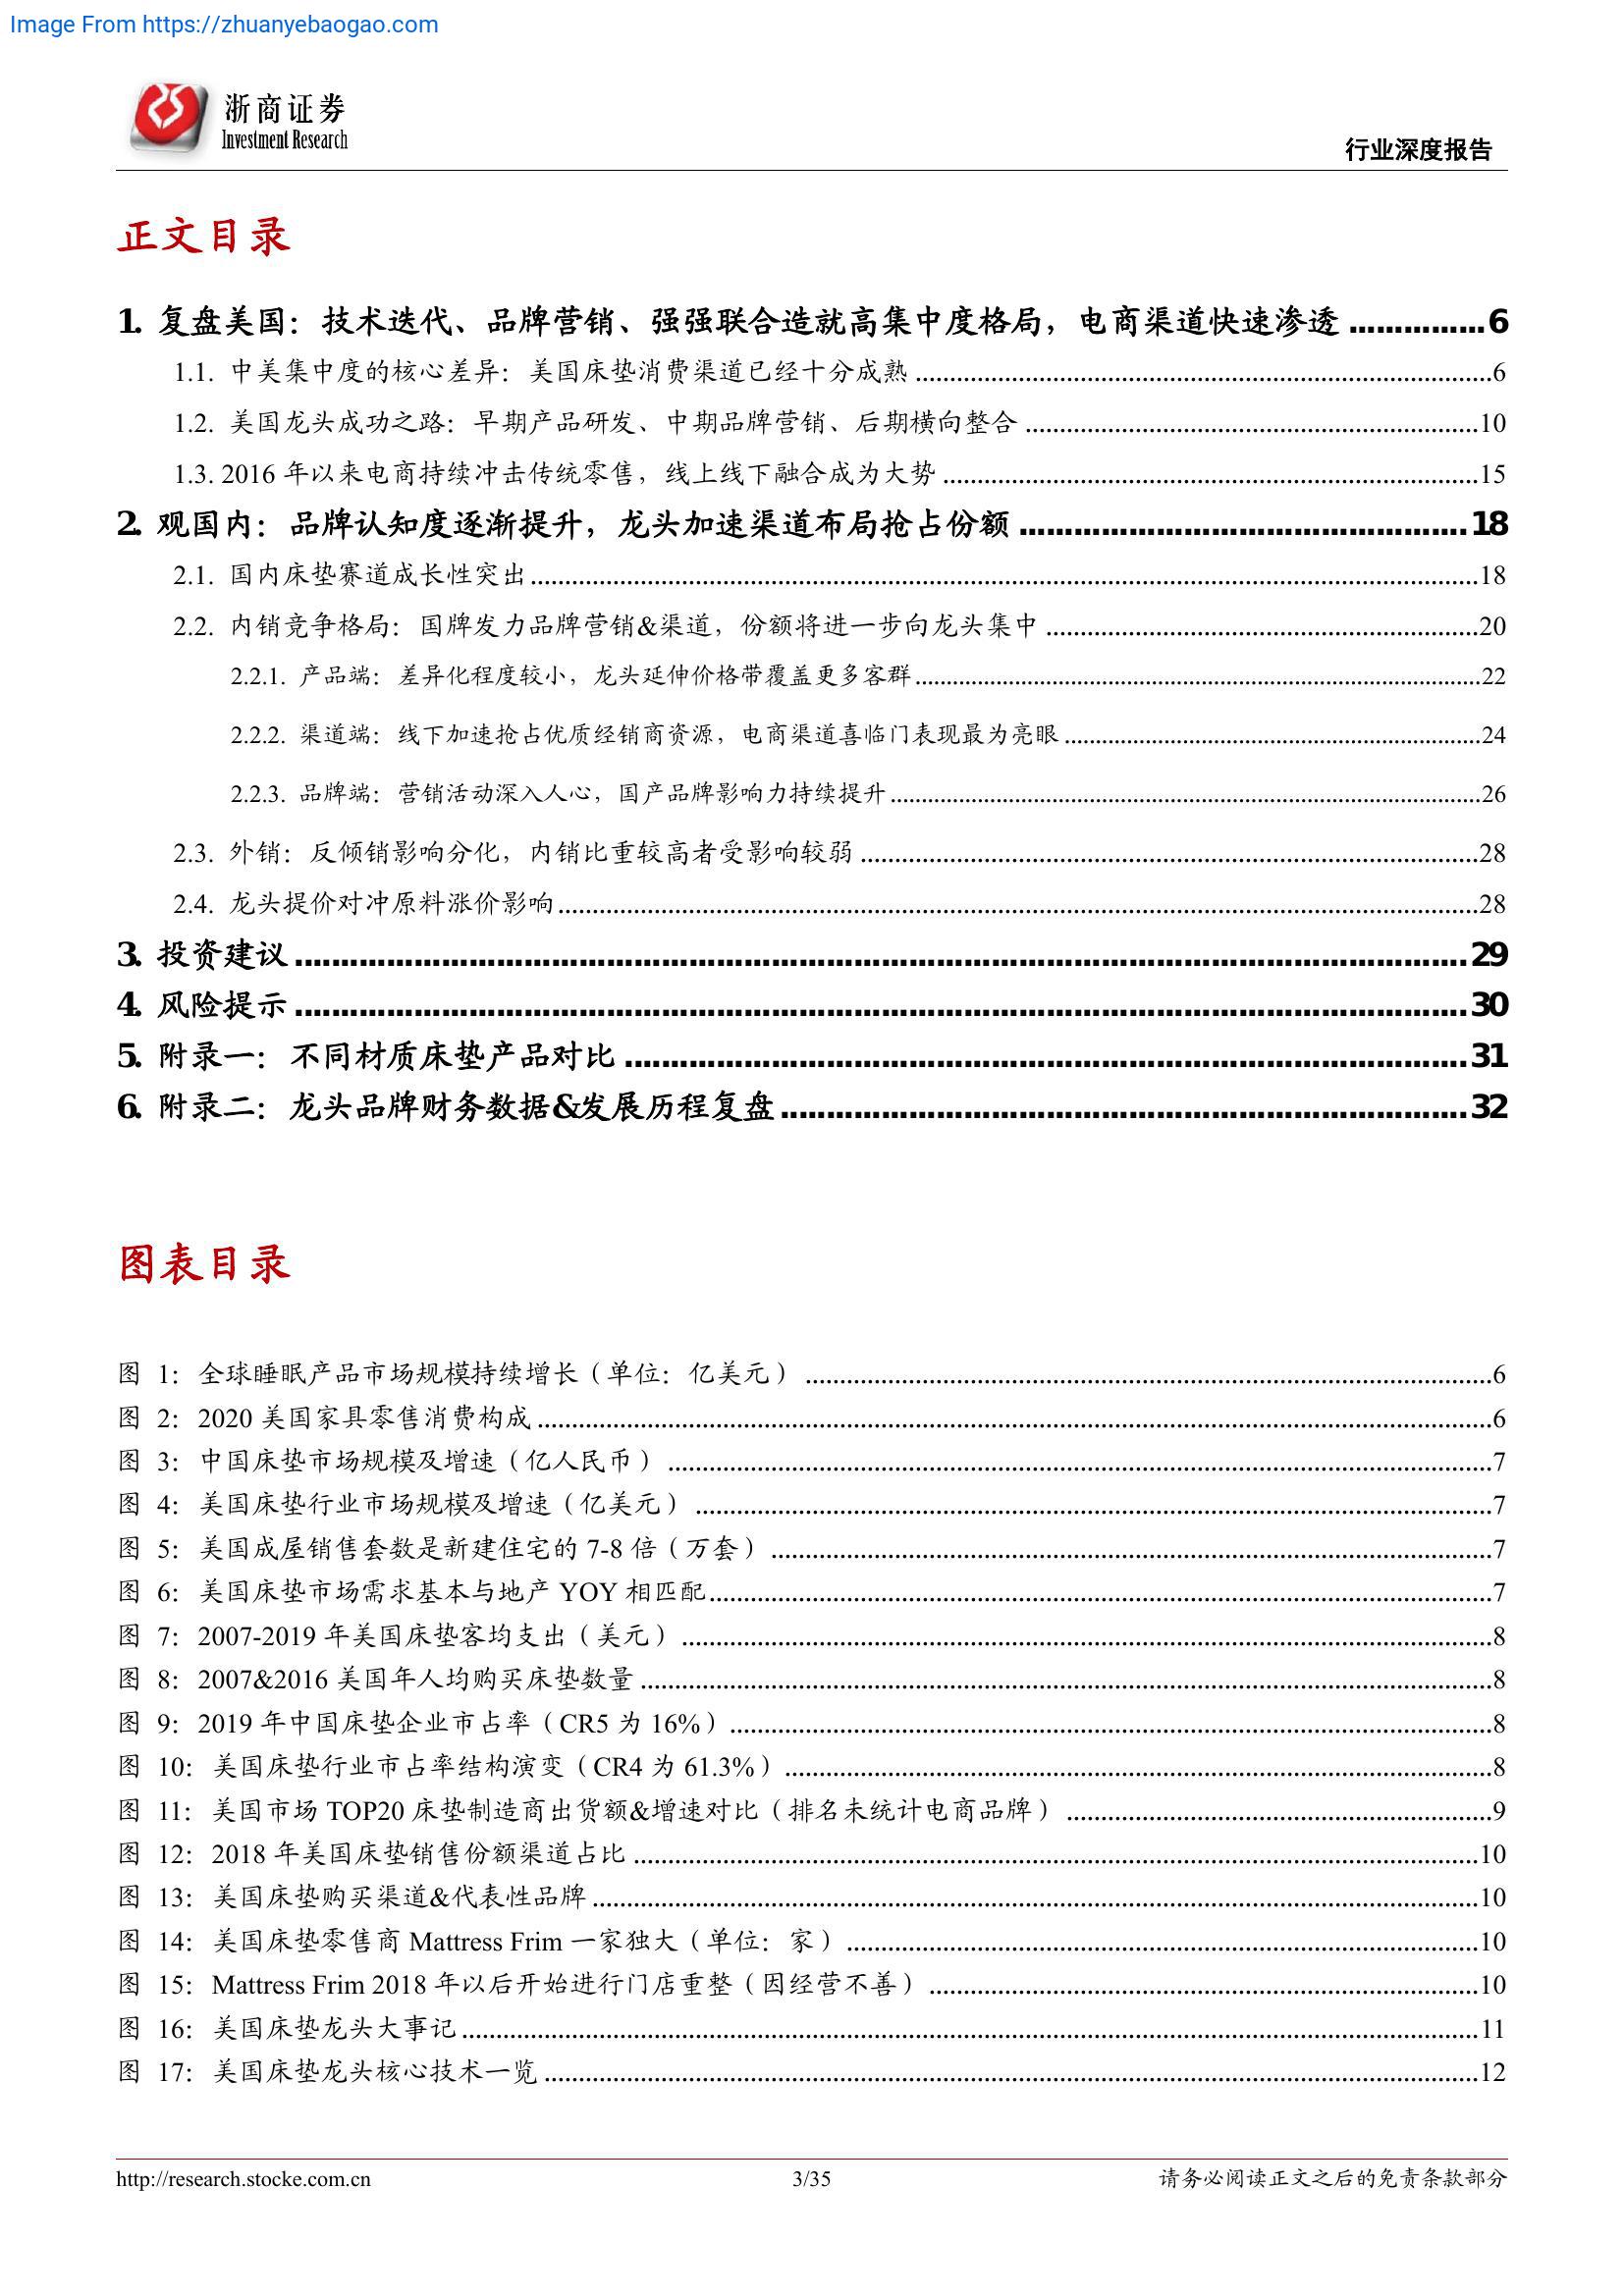 Image From https://zhuanyebaogao.com
浙商证券
Investment Research
行业深度报告
正文目录
1. 复盘美国：技术迭代、品牌营销、强强联合造就高集中度格局，电商渠道快速渗透 ............... 6
1.1. 中美集中度的核心差异：美国床垫消费渠道已经十分成熟 ............... 6
1.2. 美国龙头成功之路：早期产品研发、中期品牌营销、后期横向整合 ............... 10
1.3. 2016 年以来电商持续冲击传统零售，线上线下融合成为大势 ............... 15
2. 观国内：品牌认知度逐渐提升，龙头加速渠道布局抢占份额 ............... 18
2.1. 国内床垫赛道成长性突出 ............... 18
2.2. 内销竞争格局：国牌发力品牌营销&渠道，份额将进一步向龙头集中 ............... 20
2.2.1. 产品端：差异化程度较小，龙头延伸价格带覆盖更多客群 ............... 22
2.2.2. 渠道端：线下加速抢占优质经销商资源，电商渠道喜临门表现最为亮眼 ............... 24
2.2.3. 品牌端：营销活动深入人心，国产品牌影响力持续提升 ............... 26
2.3. 外销：反倾销影响分化，内销比重较高者受影响较弱 ............... 28
2.4. 龙头提价对冲原料涨价影响 ............... 28
3. 投资建议 ............... 29
4. 风险提示 ............... 30
5. 附录一：不同材质床垫产品对比 ............... 31
6. 附录二：龙头品牌财务数据&发展历程复盘 ............... 32
图表目录
图 1：全球睡眠产品市场规模持续增长（单位：亿美元） ............... 6
图 2：2020 美国家具零售消费构成 ............... 6
图 3：中国床垫市场规模及增速（亿人民币） ............... 7
图 4：美国床垫行业市场规模及增速（亿美元） ............... 7
图 5：美国成屋销售套数是新建住宅的 7-8 倍（万套） ............... 7
图 6：美国床垫市场需求基本与地产 YOY 相匹配 ............... 7
图 7：2007-2019 年美国床垫客均支出（美元） ............... 8
图 8：2007&2016 美国年人均购买床垫数量 ............... 8
图 9：2019 年中国床垫企业市占率（CR5 为 16%） ............... 8
图 10：美国床垫行业市占率结构演变（CR4 为 61.3%） ............... 8
图 11：美国市场 TOP20 床垫制造商出货额&增速对比（排名未统计电商品牌） ............... 9
图 12：2018 年美国床垫销售份额渠道占比 ............... 10
图 13：美国床垫购买渠道&代表性品牌 ............... 10
图 14：美国床垫零售商 Mattress Frim 一家独大（单位：家） ............... 10
图 15：Mattress Frim 2018 年以后开始进行门店重整（因经营不善） ............... 10
图 16：美国床垫龙头大事记 ............... 11
图 17：美国床垫龙头核心技术一览 ............... 12
http://research.stocke.com.cn
3/35
请务必阅读正文之后的免责条款部分